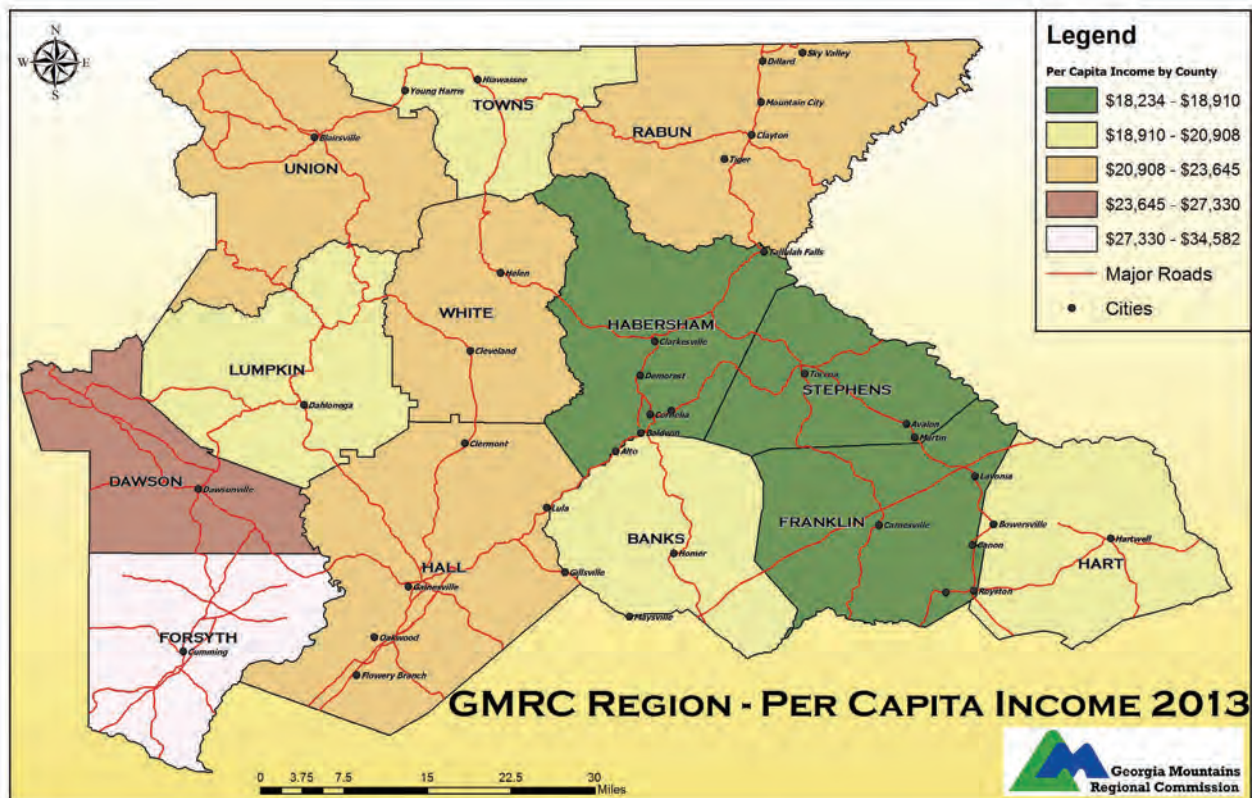 N
W
E
S
Legend
Per Capita Income by County
$18,234 - $18,910
$18,910 - $20,908
$20,908 - $23,645
$23,645 - $27,330
$27,330 - $34,582
Major Roads
Cities
Sky Valley
Dillard
Hiawassee
Young Harris
TOWNS
Mountain City
RABUN
Clayton
Blairsville
Tiger
UNION
Tallulah Falls
Helen
WHITE
HABERSHAM
Clarkesville
Cleveland
LUMPKIN
Demorest
Toccoa
STEPHENS
Dahlonega
Cornelia
Avalon
Baldwin
Martin
Clermont
Alto
Lavonia
DAWSON
Dawsonville
Lula
FRANKLIN
Carnesville
Bowersville
BANKS
Hartwell
Canon
Homer
HART
HALL
Gillsville
Gainesville
Royston
Maysville
FORSYTH
Oakwood
Cumming
Flowery Branch
GMRC REGION - PER CAPITA INCOME 2013
0 3.75 7.5 15 22.5 30
Miles
Georgia Mountains
Regional Commission